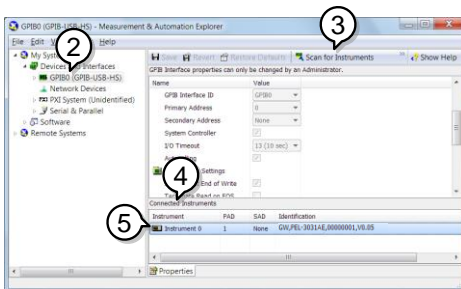 GPIB0 (GPIB-USB-HS) - Measurement & Automation Explorer
3
File Edit Help
2
My Sys
Save Revert Restore Defaults Scan for Instruments Show Help
Devices and Interfaces
GPIB Interface properties can only be changed by an Administrator.
GPIB0 (GPIB-USB-HS)
Network Devices
PXI System (Unidentified)
Serial & Parallel
Software
Remote Systems
Name Value
GPIB Interface ID GPIB0
Primary Address 0
Secondary Address None
System Controller
I/O Timeout 13 (10 sec)
Settings
4
End of Write
Connected Instruments
Instrument PAD SAD Identification
5
Instrument 0 1 None GW,PEL-3031AE,00000001,V0.05
Properties